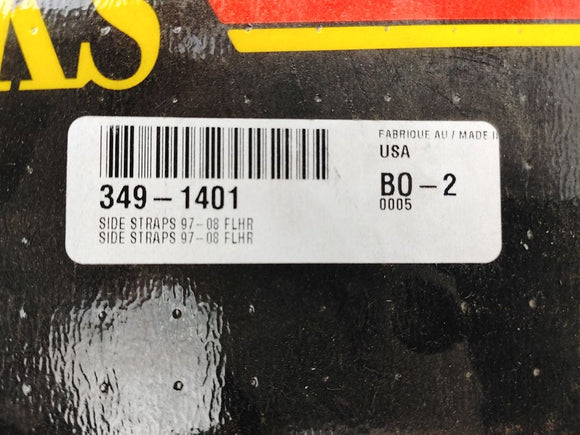 AS
FABRIQUE AU / MADE I
USA
349-1401
BO-2
0005
SIDE STRAPS 97-08 FLHR
SIDE STRAPS 97-08 FLHR